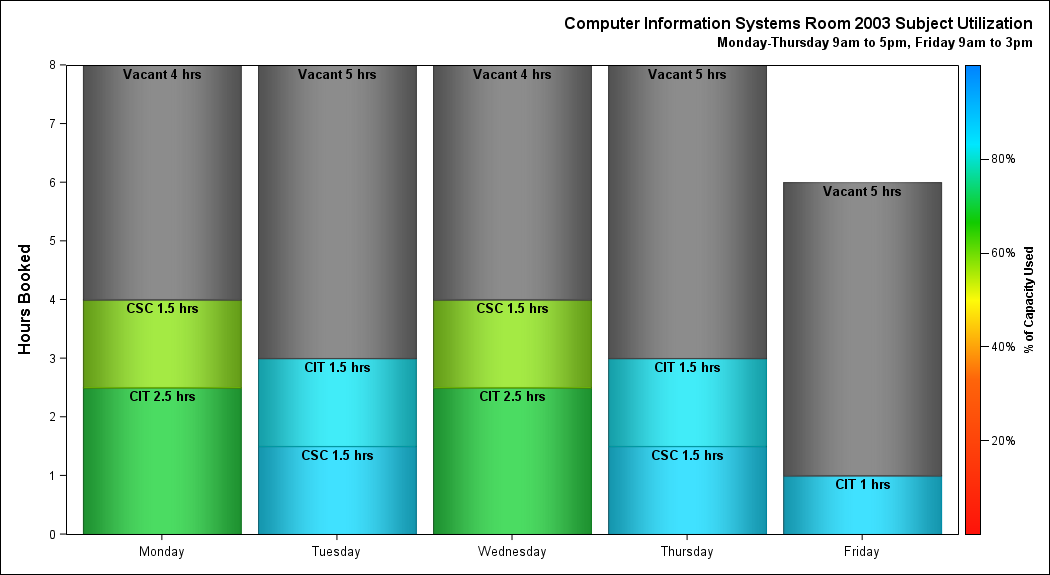 Computer Information Systems Room 2003 Subject Utilization
Monday-Thursday 9am to 5pm, Friday 9am to 3pm
Hours Booked
8
7
6
5
4
3
2
1
0
Vacant 4 hrs
CSC 1.5 hrs
CIT 2.5 hrs
Vacant 5 hrs
CIT 1.5 hrs
CSC 1.5 hrs
Vacant 4 hrs
CSC 1.5 hrs
CIT 2.5 hrs
Vacant 5 hrs
CIT 1.5 hrs
CSC 1.5 hrs
Vacant 5 hrs
CIT 1 hrs
Monday
Tuesday
Wednesday
Thursday
Friday
80%
60%
40%
20%
% of Capacity Used